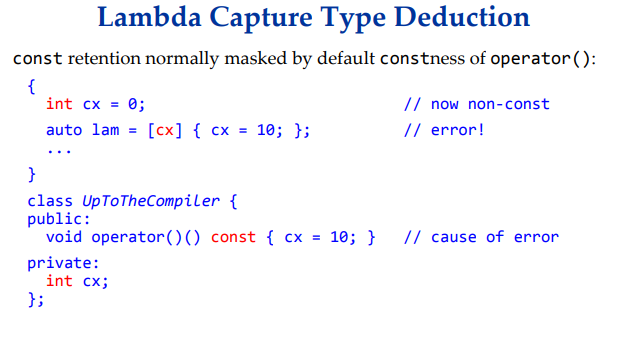 Lambda Capture Type Deduction
const retention normally masked by default constness of operator():
{
int cx = 0; // now non-const
auto lam = [cx] { cx = 10; }; // error!
...
}
class UpToTheCompiler {
public:
void operator()() const { cx = 10; } // cause of error
private:
int cx;
};